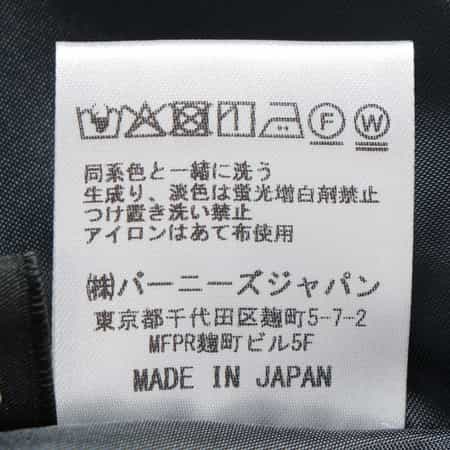 F W
同系色と一緒に洗う
生成り、淡色は蛍光増白剤禁止
つけ置き洗い禁止
アイロンはあて布使用
㈱バーニーズジャパン
東京都千代田区麹町5-7-2
MFPR麹町ビル5F
MADE IN JAPAN